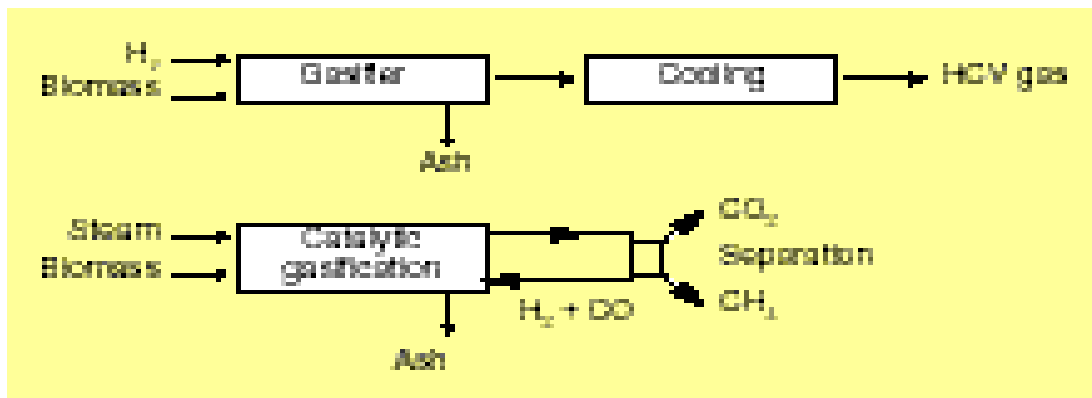 H₂
Biomass
Gasifier
Cooling
HCV gas
Ash
Steam
Biomass
Catalytic
gasification
CO₂
Separation
CH₄
H₂ + CO
Ash